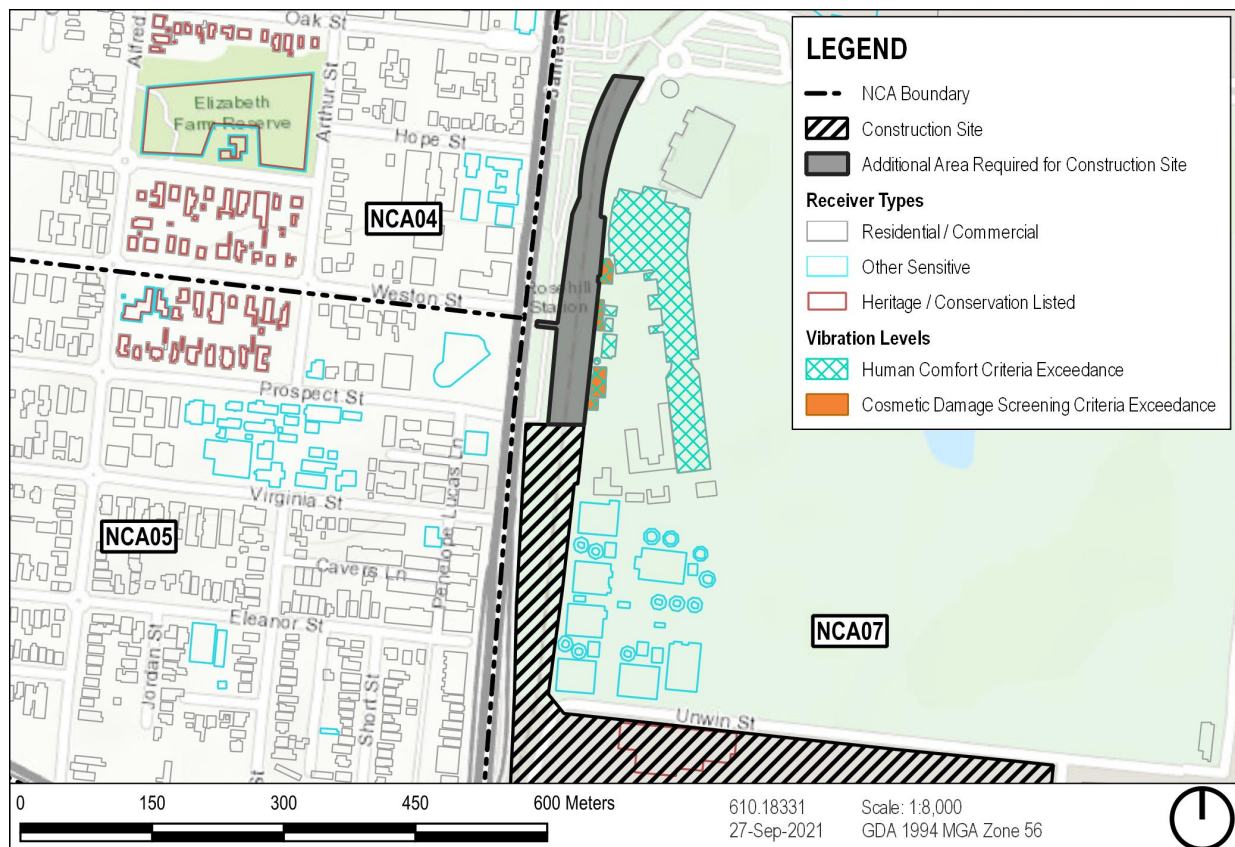 Oak St
Alfred
James R
Arthur St
Elizabeth
Farm Reserve
Hope St
NCA04
Weston St
Rosehill
Station
Prospect St
Penelope Lucas Ln
Virginia St
NCA05
Cavers Ln
Eleanor St
Jordan St
Short St
St
NCA07
Unwin St
LEGEND
NCA Boundary
Construction Site
Additional Area Required for Construction Site
Receiver Types
Residential / Commercial
Other Sensitive
Heritage / Conservation Listed
Vibration Levels
Human Comfort Criteria Exceedance
Cosmetic Damage Screening Criteria Exceedance
0 150 300 450 600 Meters
610.18331 Scale: 1:8,000
27-Sep-2021 GDA 1994 MGA Zone 56